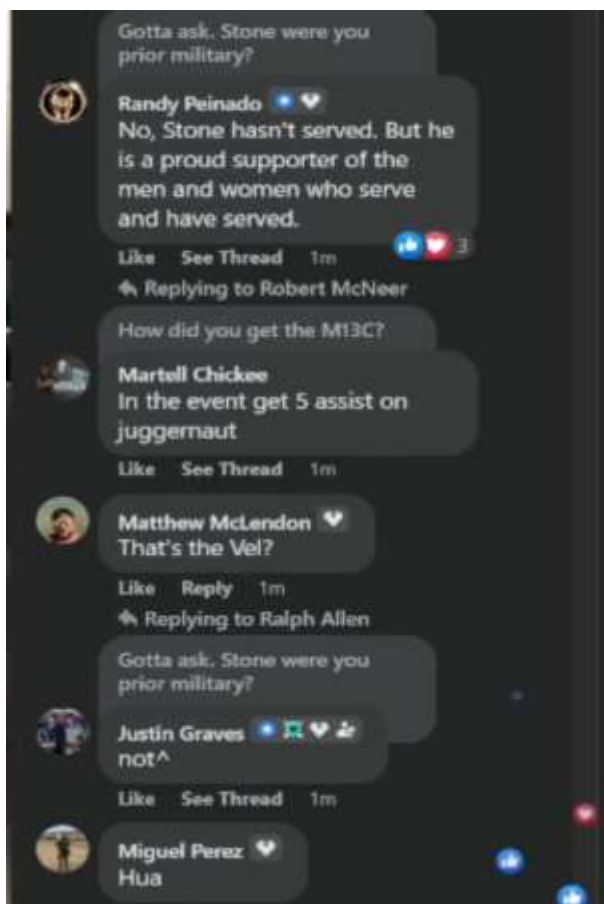 Gotta ask. Stone were you
prior military?
Randy Peinado
No, Stone hasn't served. But he
is a proud supporter of the
men and women who serve
and have served.
3
Like See Thread 1m
Replying to Robert McNeer
How did you get the M13C?
Martell Chickee
In the event get 5 assist on
juggernaut
Like See Thread 1m
Matthew McLendon
That's the Vel?
Like Reply 1m
Replying to Ralph Allen
Gotta ask. Stone were you
prior military?
Justin Graves
not^
Like See Thread 1m
Miguel Perez
Hua